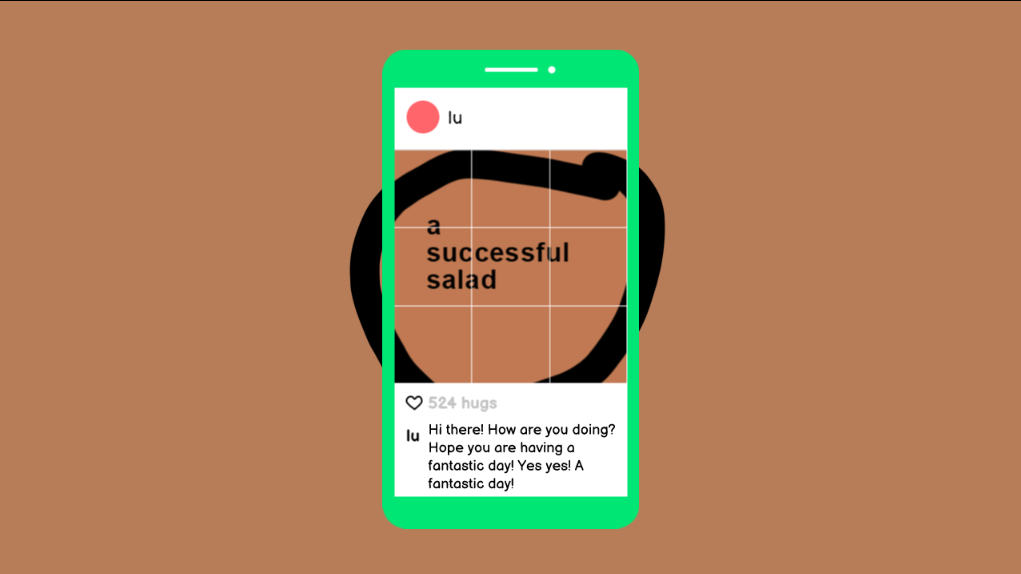 lu
a
successful
salad
524 hugs
lu Hi there! How are you doing?
Hope you are having a
fantastic day! Yes yes! A
fantastic day!